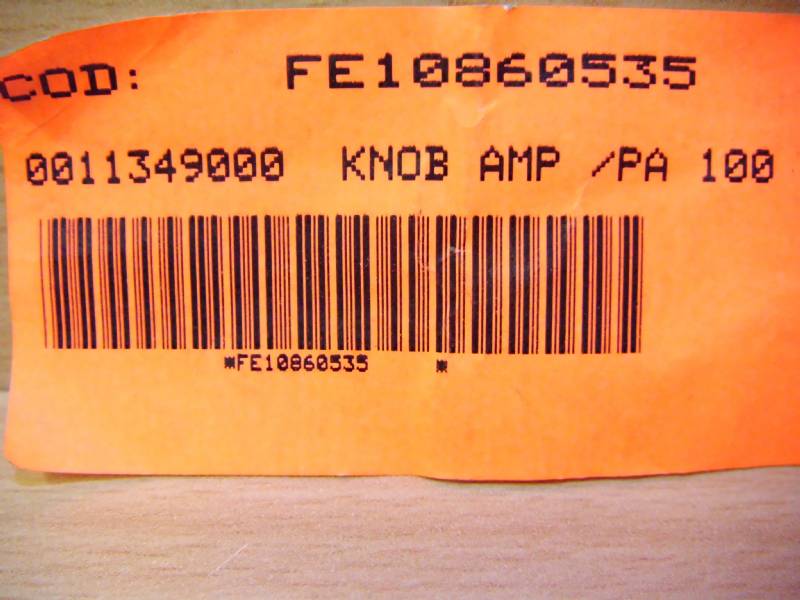 COD: FE10860535
0011349000 KNOB AMP /PA 100
*FE10860535 *